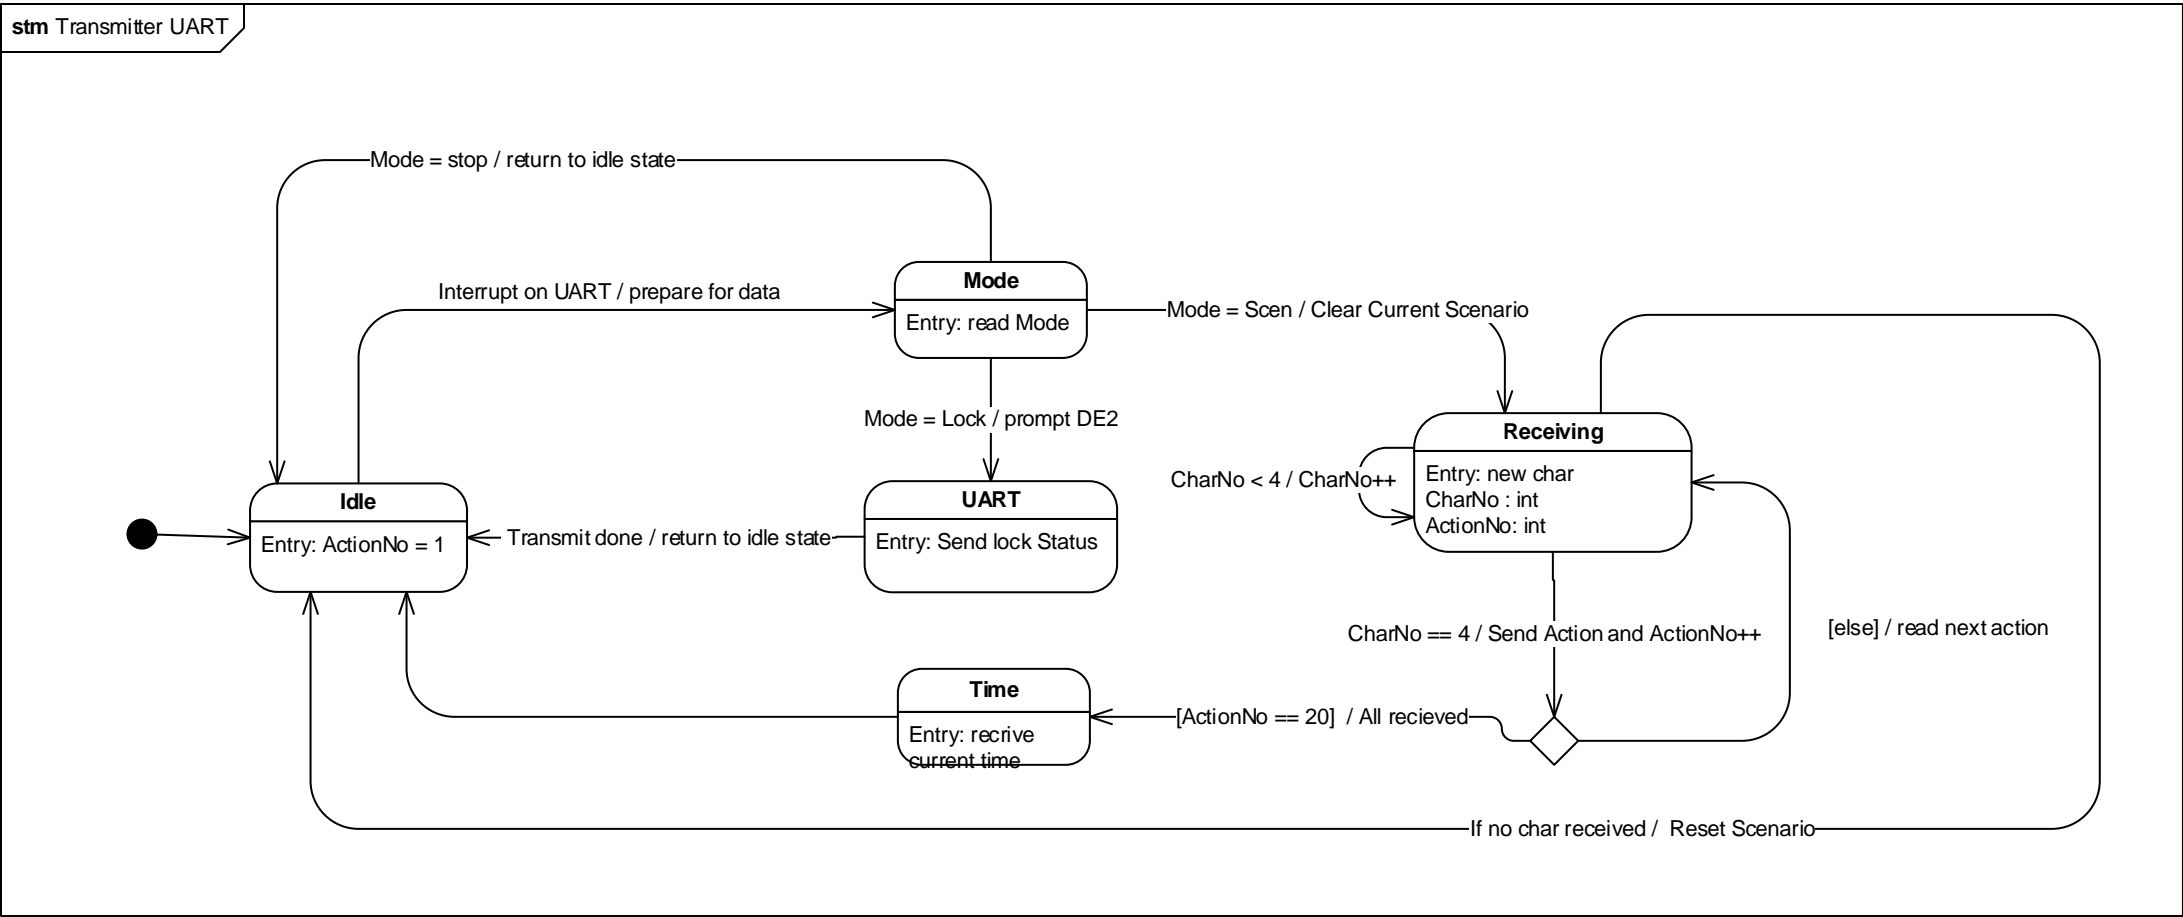 stm Transmitter UART
Mode = stop / return to idle state
Mode
Entry: read Mode
Interrupt on UART / prepare for data
Mode = Scen / Clear Current Scenario
Mode = Lock / prompt DE2
Receiving
Entry: new char
CharNo : int
ActionNo: int
CharNo < 4 / CharNo++
Idle
Entry: ActionNo = 1
UART
Entry: Send lock Status
Transmit done / return to idle state
CharNo == 4 / Send Action and ActionNo++
[else] / read next action
Time
Entry: recrive
current time
[ActionNo == 20]  / All recieved
If no char received /  Reset Scenario